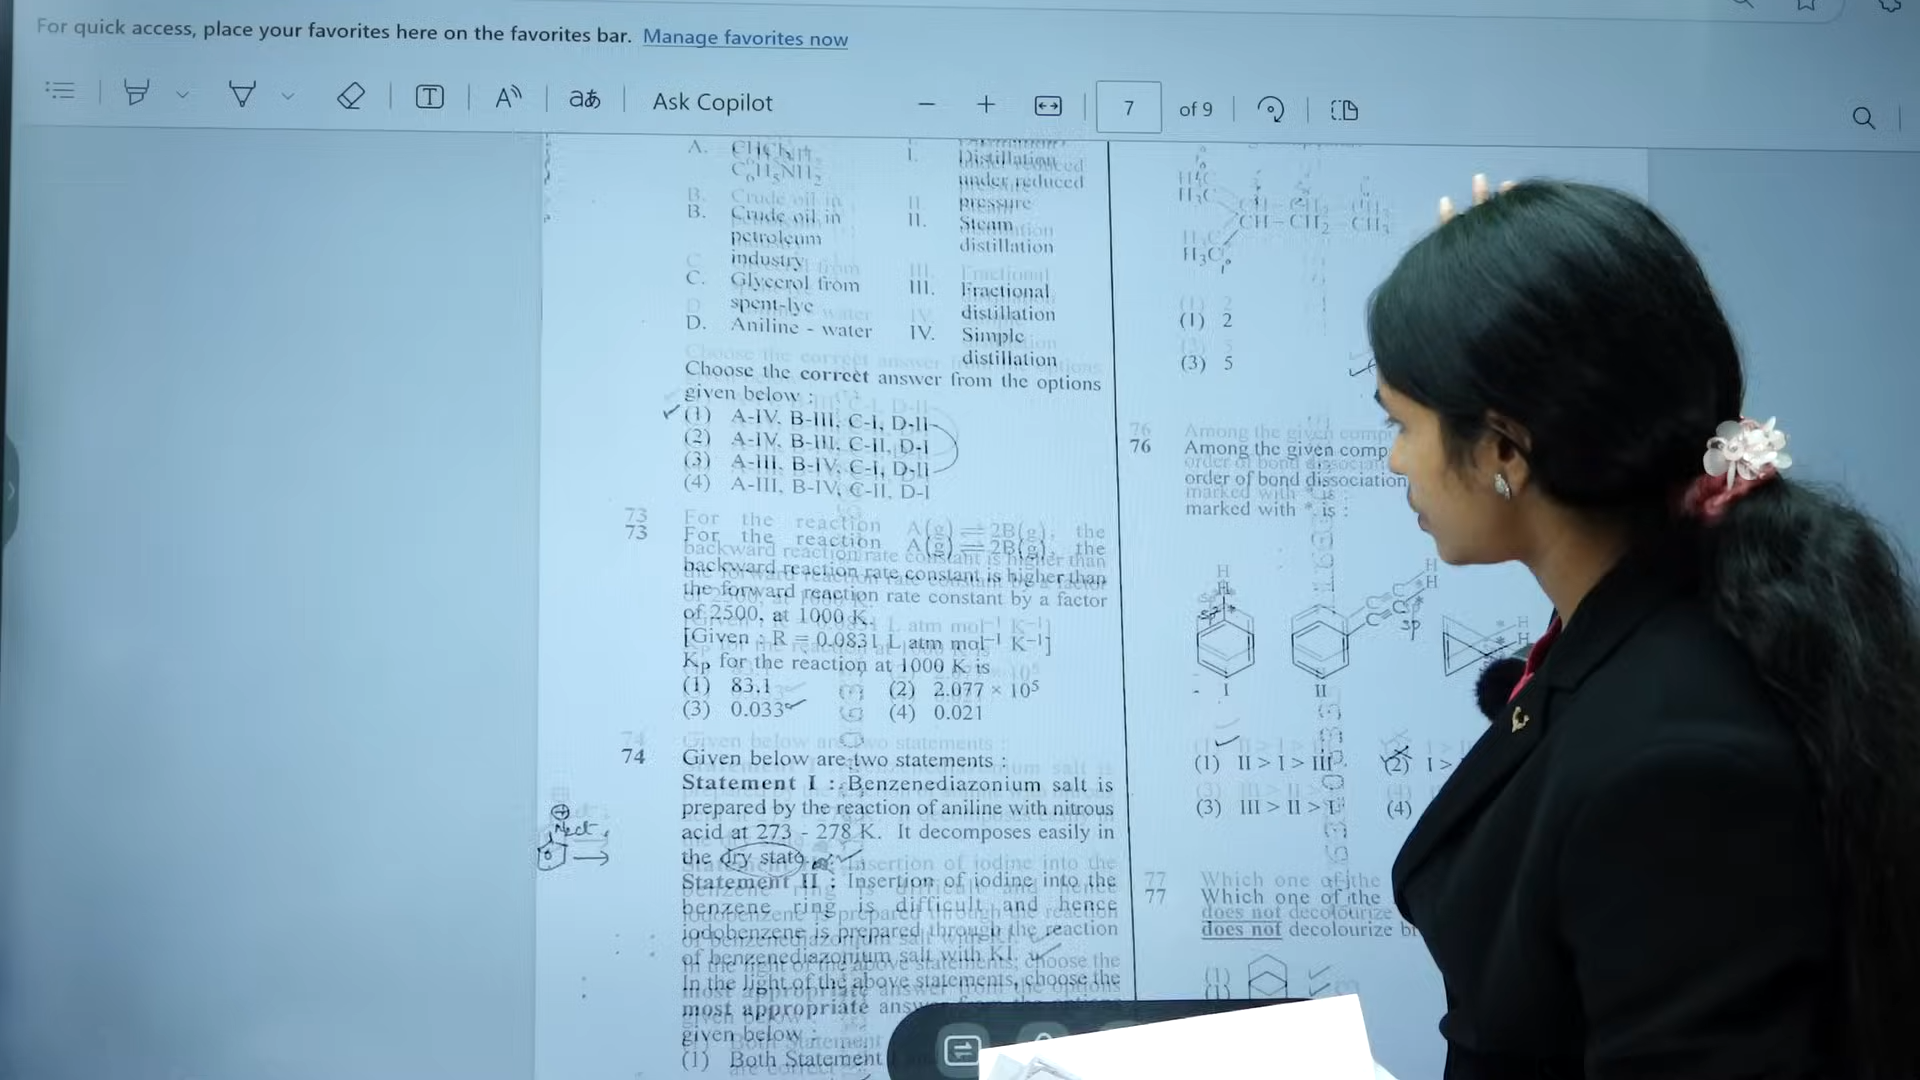 For quick access, place your favorites here on the favorites bar. Manage favorites now
Ask Copilot
7 of 9
A. CHCl₃ +
C₆H₅NH₂
I. Distillation
under reduced
pressure
B. Crude oil in
petroleum
industry
II. Steam
distillation
C. Glycerol from
spent-lye
III. Fractional
distillation
D. Aniline - water
IV. Simple
distillation
Choose the correct answer from the options
given below :
(1) A-IV, B-III, C-I, D-II
(2) A-IV, B-III, C-II, D-I
(3) A-III, B-IV, C-I, D-II
(4) A-III, B-IV, C-II, D-I
73 For the reaction A(g) ⇌ 2B(g), the
backward reaction rate constant is higher than
the forward reaction rate constant by a factor
of 2500, at 1000 K.
[Given : R = 0.0831 L atm mol⁻¹ K⁻¹]
Kp for the reaction at 1000 K is
(1) 83.1 (2) 2.077 × 10⁵
(3) 0.033 (4) 0.021
74 Given below are two statements :
Statement I : Benzenediazonium salt is
prepared by the reaction of aniline with nitrous
acid at 273 - 278 K. It decomposes easily in
the dry state.
Statement II : Insertion of iodine into the
benzene ring is difficult and hence
iodobenzene is prepared through the reaction
of benzenediazonium salt with KI.
In the light of the above statements, choose the
most appropriate
given below :
(1) Both Statement
H₃C
CH – CH₂ – CH₃
H₃C
(1) 2
(3) 5
76 Among the given
order of bond dissociation
marked with * is :
H
sp²
*
C≡C
H
*
sp
H
*
I
II
(1) II > I > III (2) I >
(3) III > II > I (4)
77 Which one of the
does not decolourize
(1)